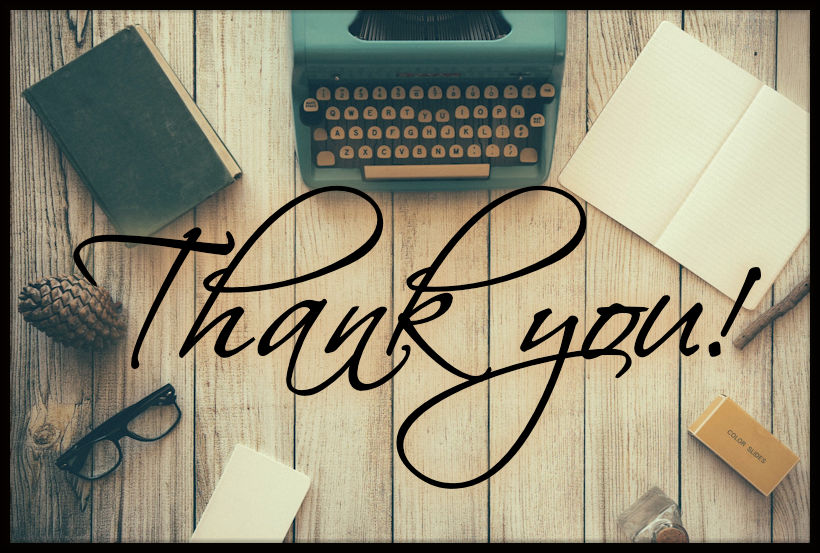 Q W E R T Y U O P
A S D F G H J K L
Z X C V B N M
Thank you!
COLOR SLIDES